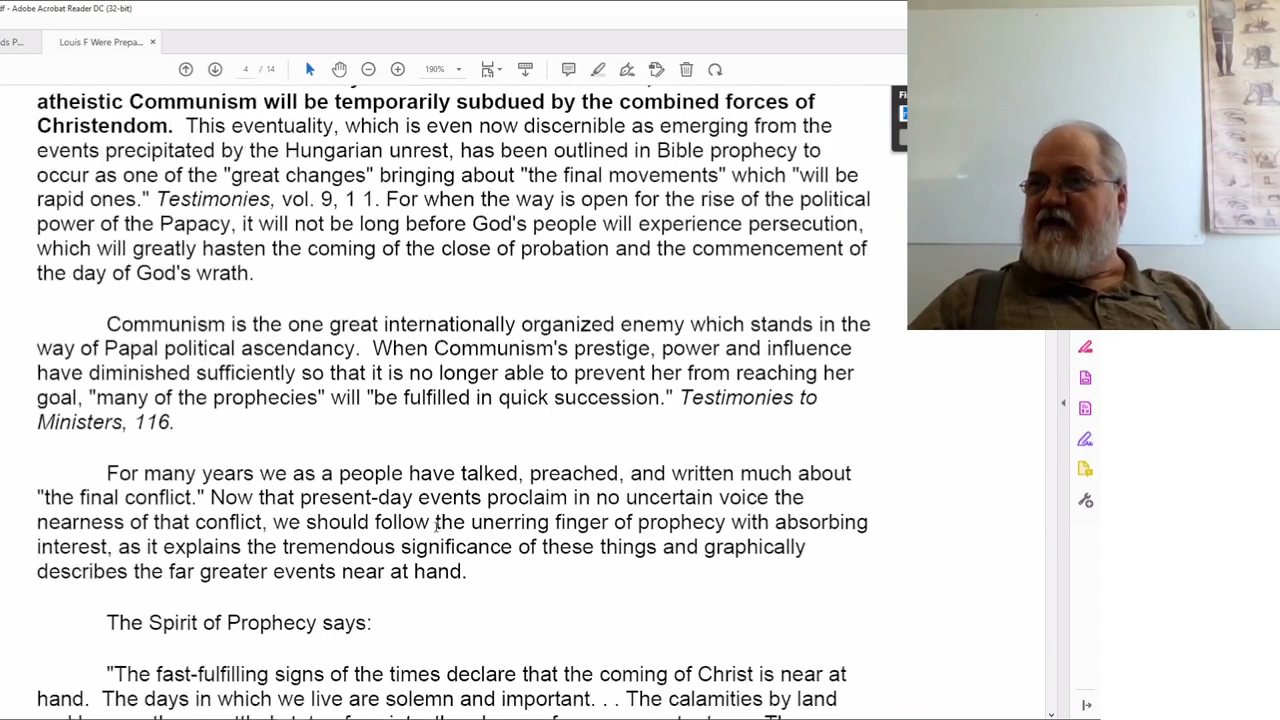 df - Adobe Acrobat Reader DC (32-bit)
ds P... Louis F Were Prepa... ×
4 / 14 190%
atheistic Communism will be temporarily subdued by the combined forces of
Christendom. This eventuality, which is even now discernible as emerging from the
events precipitated by the Hungarian unrest, has been outlined in Bible prophecy to
occur as one of the "great changes" bringing about "the final movements" which "will be
rapid ones." Testimonies, vol. 9, 1 1. For when the way is open for the rise of the political
power of the Papacy, it will not be long before God's people will experience persecution,
which will greatly hasten the coming of the close of probation and the commencement of
the day of God's wrath.
Communism is the one great internationally organized enemy which stands in the
way of Papal political ascendancy. When Communism's prestige, power and influence
have diminished sufficiently so that it is no longer able to prevent her from reaching her
goal, "many of the prophecies" will "be fulfilled in quick succession." Testimonies to
Ministers, 116.
For many years we as a people have talked, preached, and written much about
"the final conflict." Now that present-day events proclaim in no uncertain voice the
nearness of that conflict, we should follow the unerring finger of prophecy with absorbing
interest, as it explains the tremendous significance of these things and graphically
describes the far greater events near at hand.
The Spirit of Prophecy says:
"The fast-fulfilling signs of the times declare that the coming of Christ is near at
hand. The days in which we live are solemn and important. . . The calamities by land